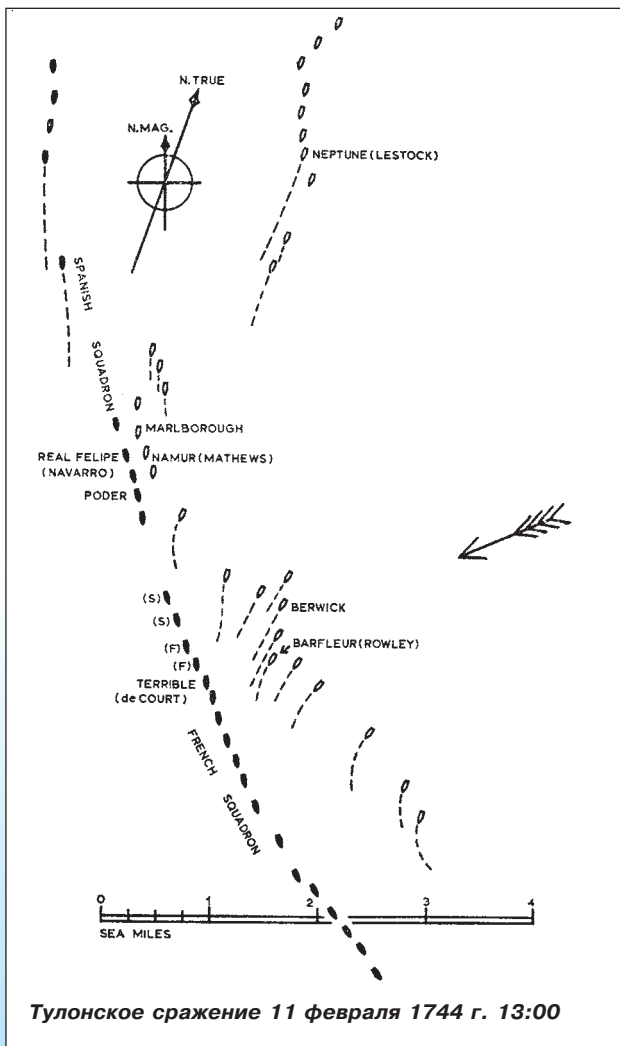 N. TRUE
N.MAG.
NEPTUNE (LESTOCK)
SPANISH
SQUADRON
MARLBOROUGH
REAL FELIPE
(NAVARRO)
NAMUR (MATHEWS)
PODER
(S)
BERWICK
(S)
BARFLEUR (ROWLEY)
(F)
(F)
TERRIBLE
(de COURT)
FRENCH
SQUADRON
0 1 2 3 4
SEA MILES
Тулонское сражение 11 февраля 1744 г. 13:00